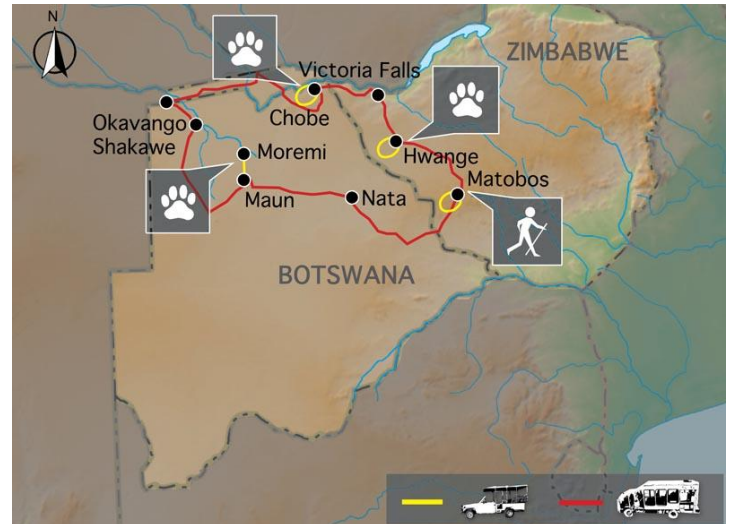 N
ZIMBABWE
Victoria Falls
Chobe
Okavango
Shakawe
Hwange
Moremi
Matobos
Maun
Nata
BOTSWANA